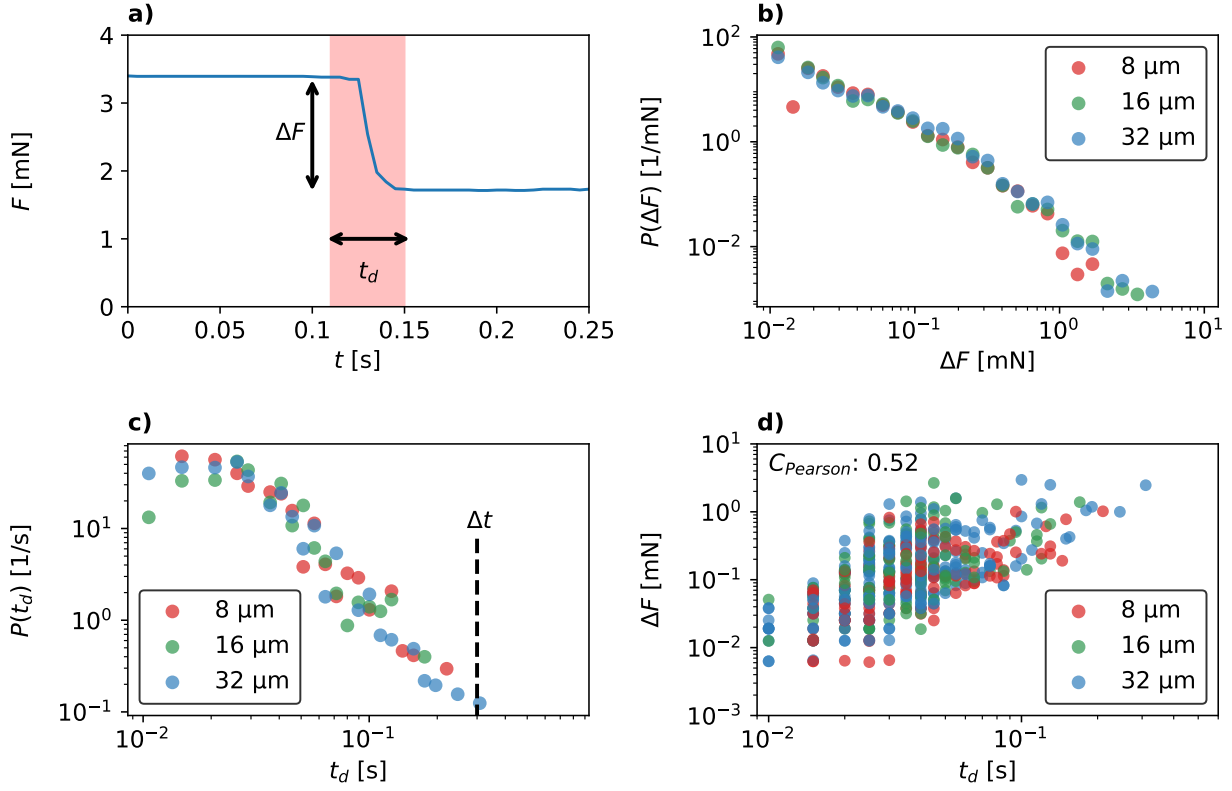 a)
F [mN]
4
3
2
1
0
ΔF
t_d
0
0.05
0.1
0.15
0.2
0.25
t [s]
b)
P(ΔF) [1/mN]
10^2
10^0
10^{-2}
8 μm
16 μm
32 μm
10^{-2}
10^{-1}
10^0
10^1
ΔF [mN]
c)
P(t_d) [1/s]
10^1
10^0
10^{-1}
Δt
8 μm
16 μm
32 μm
10^{-2}
10^{-1}
t_d [s]
d)
ΔF [mN]
10^1
10^0
10^{-1}
10^{-2}
10^{-3}
C_{Pearson}: 0.52
8 μm
16 μm
32 μm
10^{-2}
10^{-1}
t_d [s]